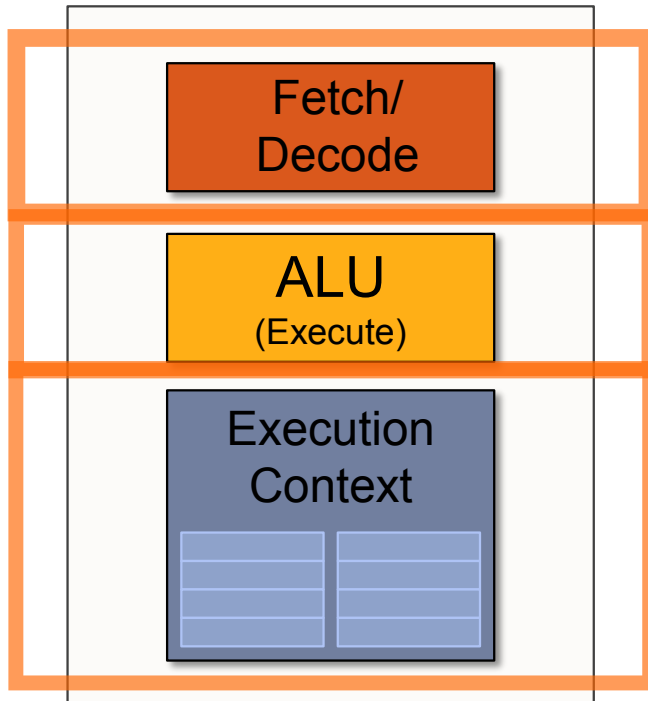 Fetch/
Decode
ALU
(Execute)
Execution
Context